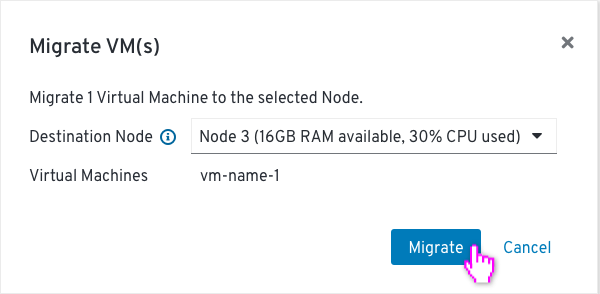 Migrate VM(s)
Migrate 1 Virtual Machine to the selected Node.
Destination Node Node 3 (16GB RAM available, 30% CPU used)
Virtual Machines vm-name-1
Migrate Cancel